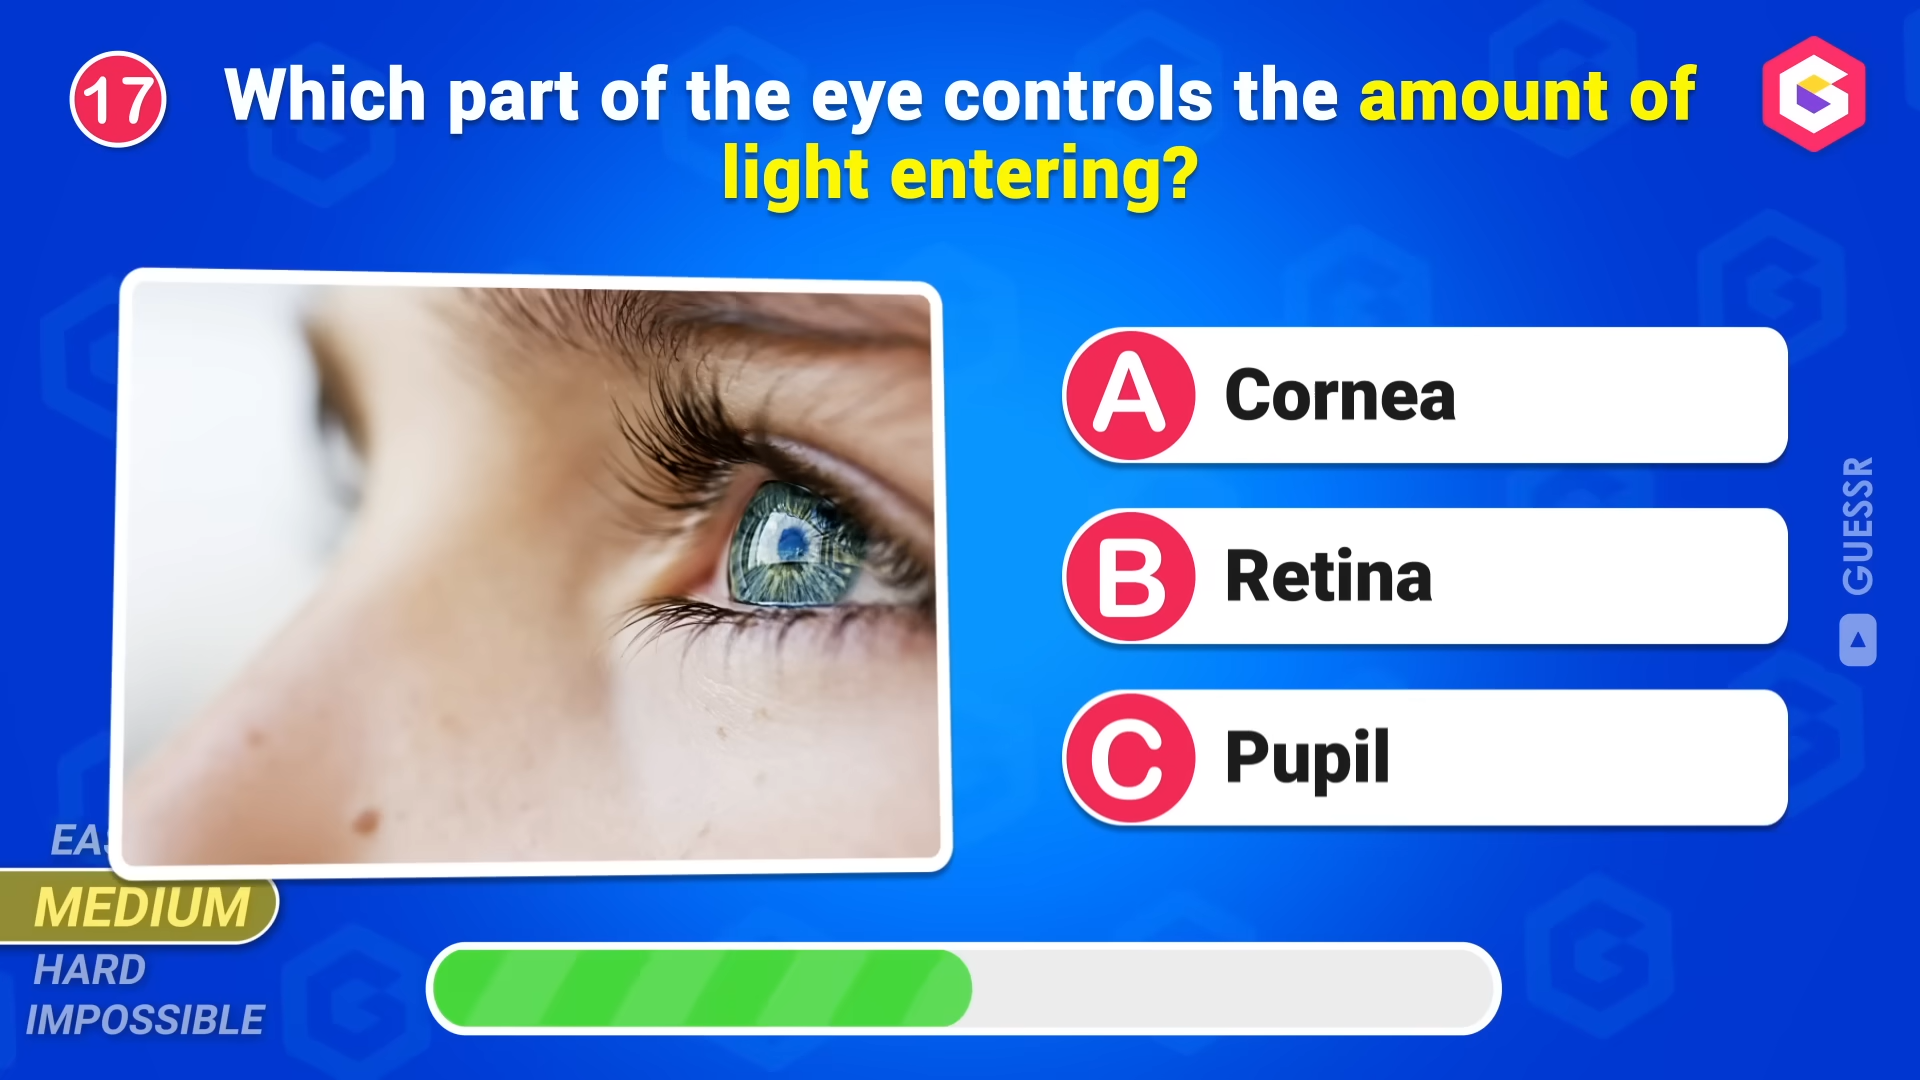 17
Which part of the eye controls the amount of
light entering?
A Cornea
B Retina
C Pupil
GUESSR
MEDIUM
HARD
IMPOSSIBLE